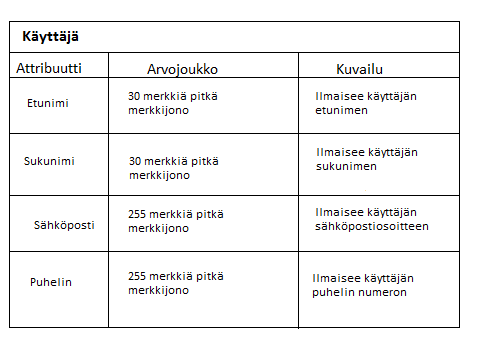 Käyttäjä
Attribuutti Arvojoukko Kuvailu
Etunimi
30 merkkiä pitkä
merkkijono
Ilmaisee käyttäjän
etunimen
Sukunimi
30 merkkiä pitkä
merkkijono
Ilmaisee käyttäjän
sukunimen
Sähköposti
255 merkkiä pitkä
merkkijono
Ilmaisee käyttäjän
sähköpostiosoitteen
Puhelin
255 merkkiä pitkä
merkkijono
Ilmaisee käyttäjän
puhelin numeron